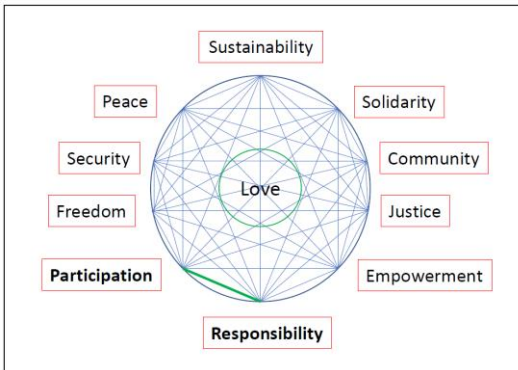 Sustainability
Peace
Solidarity
Security
Community
Love
Freedom
Justice
Participation
Empowerment
Responsibility